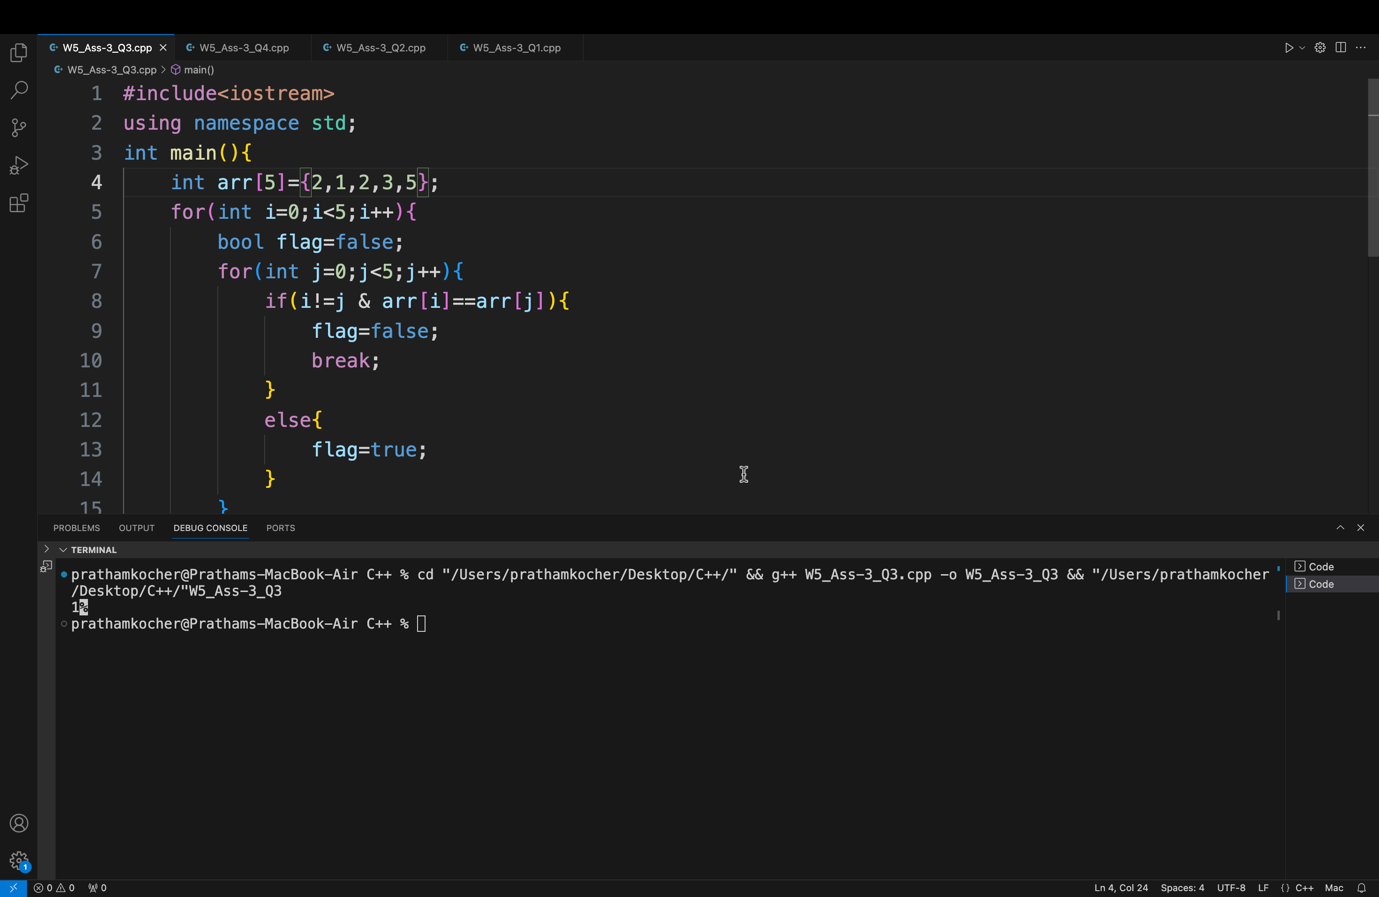 W5_Ass-3_Q3.cpp W5_Ass-3_Q4.cpp W5_Ass-3_Q2.cpp W5_Ass-3_Q1.cpp
W5_Ass-3_Q3.cpp > main()
1 #include<iostream>
2 using namespace std;
3 int main(){
4 int arr[5]={2,1,2,3,5};
5 for(int i=0;i<5;i++){
6 bool flag=false;
7 for(int j=0;j<5;j++){
8 if(i!=j & arr[i]==arr[j]){
9 flag=false;
10 break;
11 }
12 else{
13 flag=true;
14 }
15 }
PROBLEMS OUTPUT DEBUG CONSOLE PORTS
TERMINAL
prathamkocher@Prathams-MacBook-Air C++ % cd "/Users/prathamkocher/Desktop/C++/" && g++ W5_Ass-3_Q3.cpp -o W5_Ass-3_Q3 && "/Users/prathamkocher
/Desktop/C++/"W5_Ass-3_Q3
1%
prathamkocher@Prathams-MacBook-Air C++ %
Code
Code
1
0 0 0 Ln 4, Col 24 Spaces: 4 UTF-8 LF {} C++ Mac